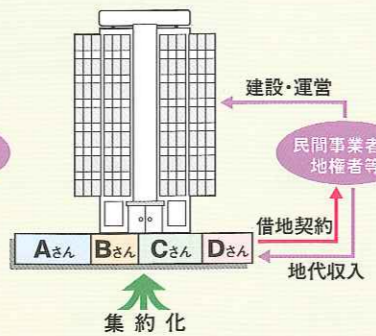 建設・運営
民間事業者
地権者等
Aさん Bさん Cさん Dさん
借地契約
地代収入
集約化